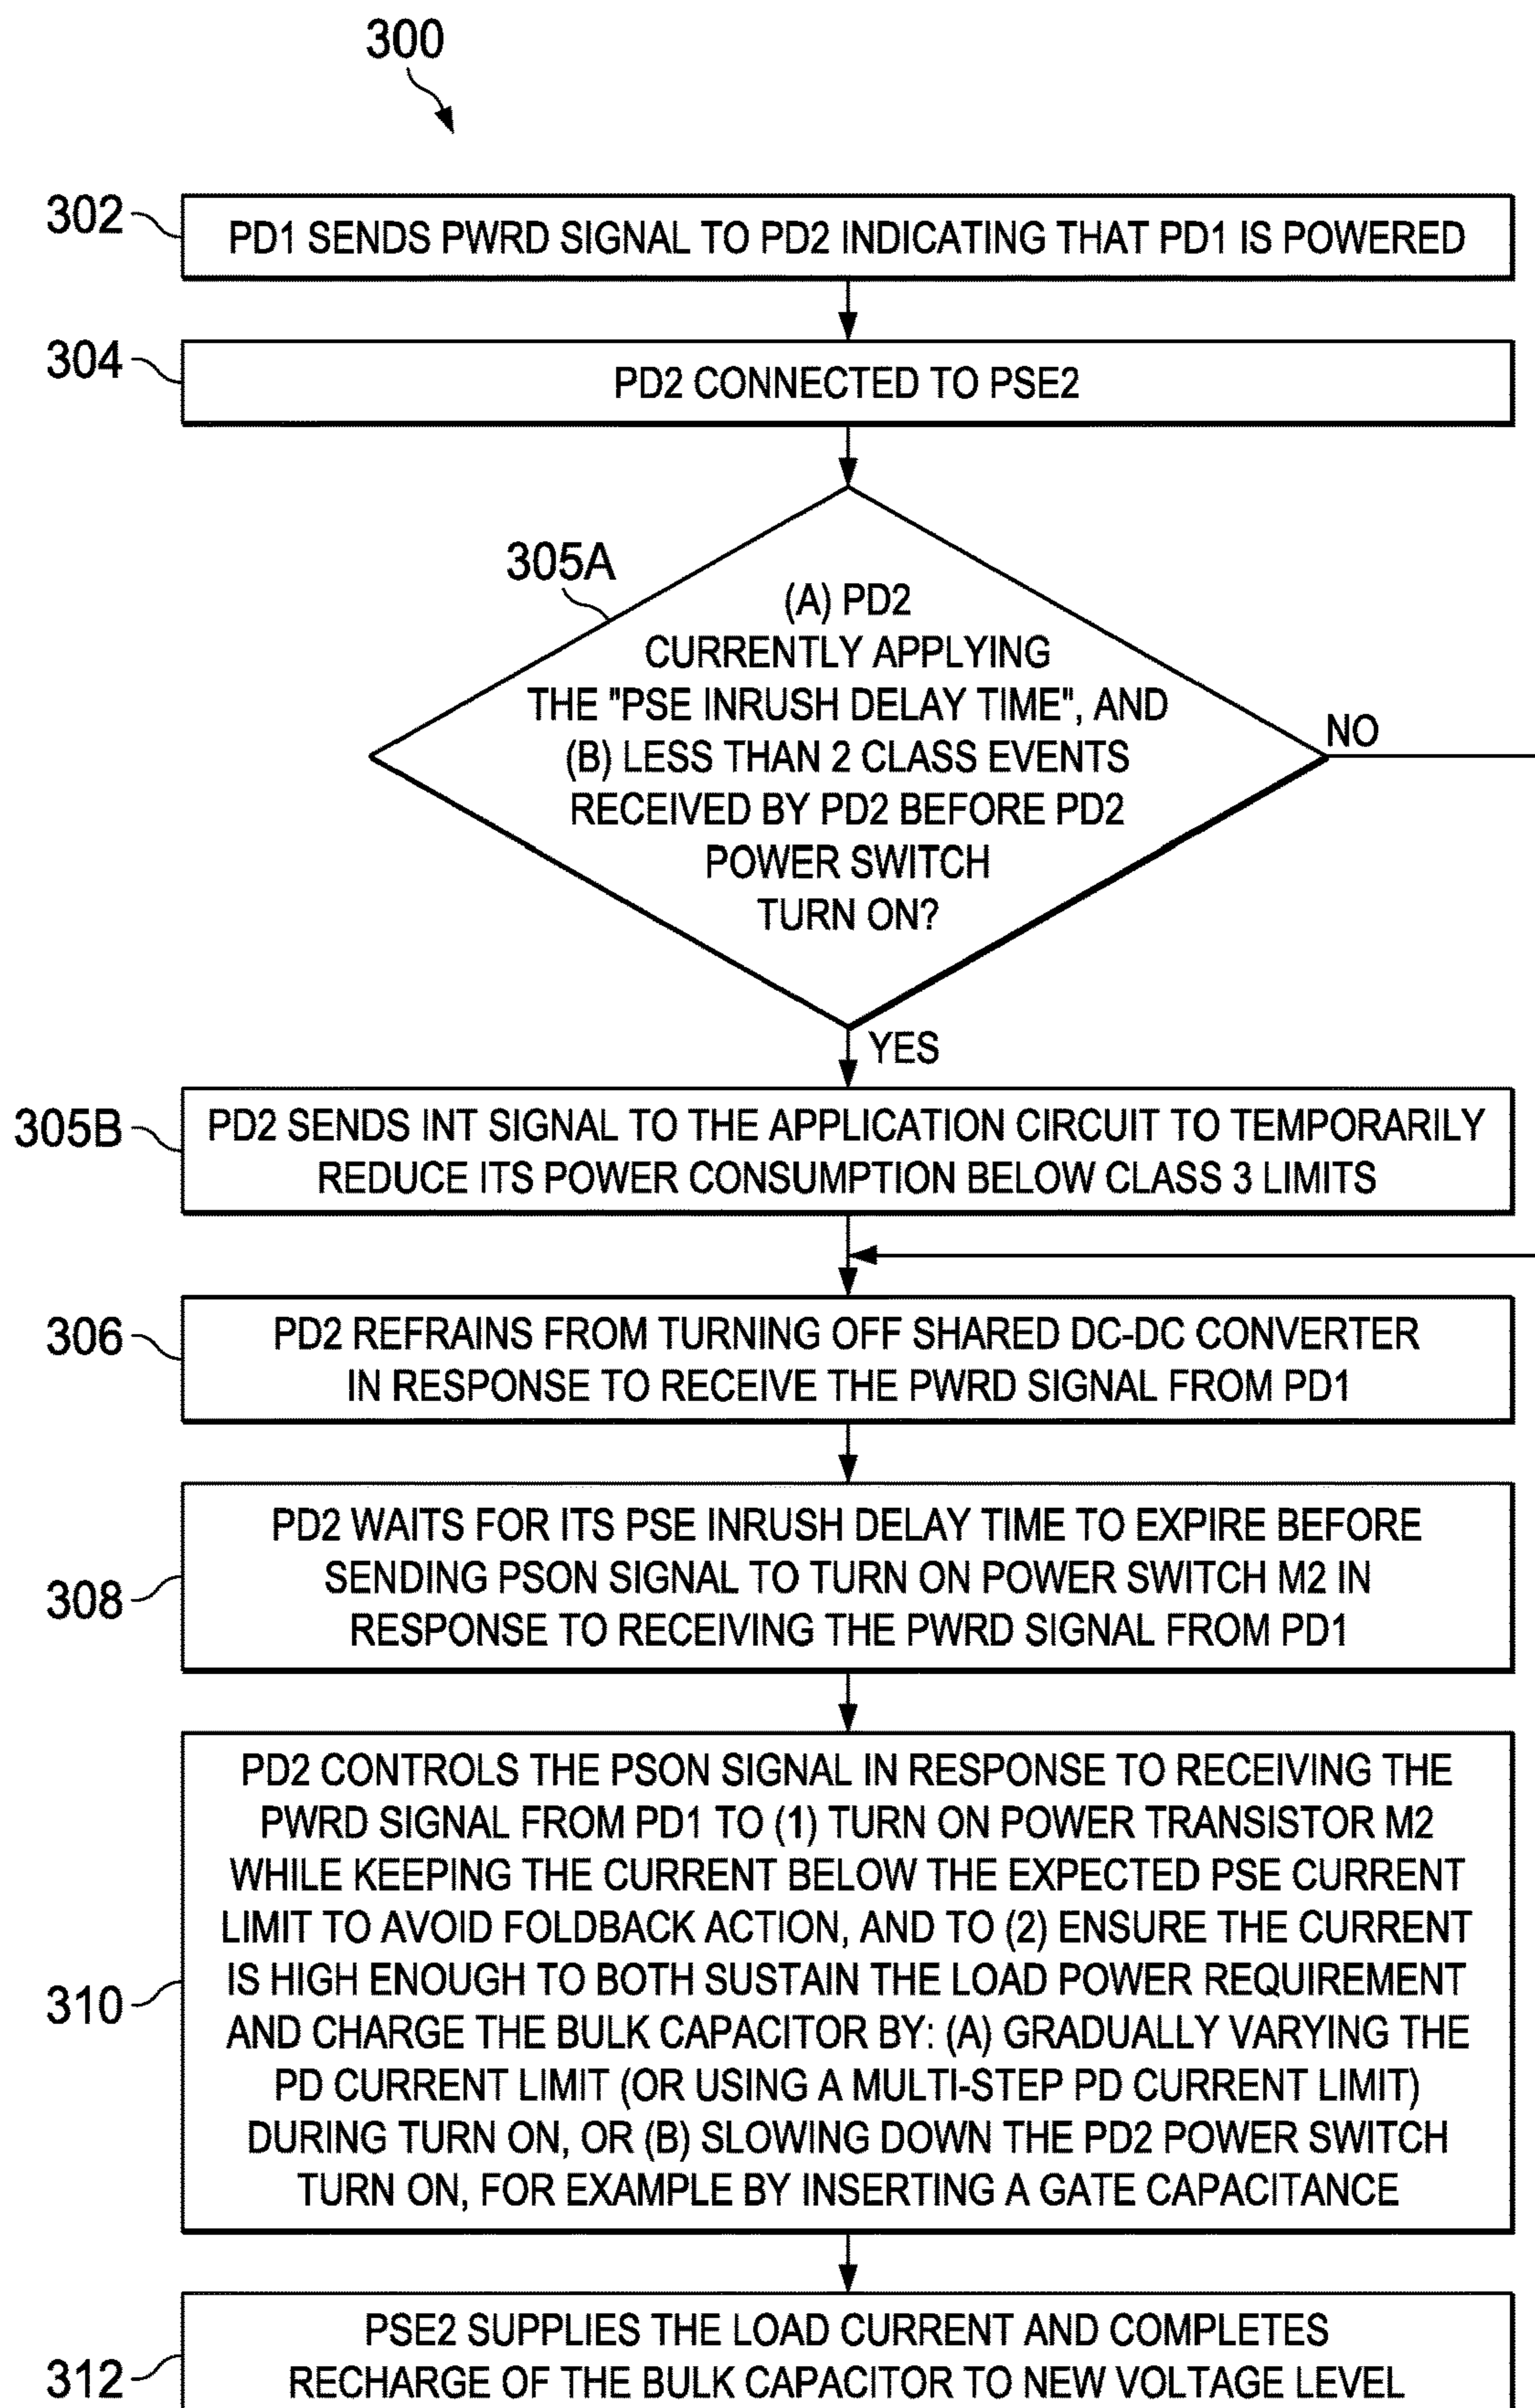 300
302
PD1 SENDS PWRD SIGNAL TO PD2 INDICATING THAT PD1 IS POWERED
304
PD2 CONNECTED TO PSE2
305A
(A) PD2
CURRENTLY APPLYING
THE "PSE INRUSH DELAY TIME", AND
(B) LESS THAN 2 CLASS EVENTS
RECEIVED BY PD2 BEFORE PD2
POWER SWITCH
TURN ON?
NO
YES
305B
PD2 SENDS INT SIGNAL TO THE APPLICATION CIRCUIT TO TEMPORARILY
REDUCE ITS POWER CONSUMPTION BELOW CLASS 3 LIMITS
306
PD2 REFRAINS FROM TURNING OFF SHARED DC-DC CONVERTER
IN RESPONSE TO RECEIVE THE PWRD SIGNAL FROM PD1
308
PD2 WAITS FOR ITS PSE INRUSH DELAY TIME TO EXPIRE BEFORE
SENDING PSON SIGNAL TO TURN ON POWER SWITCH M2 IN
RESPONSE TO RECEIVING THE PWRD SIGNAL FROM PD1
310
PD2 CONTROLS THE PSON SIGNAL IN RESPONSE TO RECEIVING THE
PWRD SIGNAL FROM PD1 TO (1) TURN ON POWER TRANSISTOR M2
WHILE KEEPING THE CURRENT BELOW THE EXPECTED PSE CURRENT
LIMIT TO AVOID FOLDBACK ACTION, AND TO (2) ENSURE THE CURRENT
IS HIGH ENOUGH TO BOTH SUSTAIN THE LOAD POWER REQUIREMENT
AND CHARGE THE BULK CAPACITOR BY: (A) GRADUALLY VARYING THE
PD CURRENT LIMIT (OR USING A MULTI-STEP PD CURRENT LIMIT)
DURING TURN ON, OR (B) SLOWING DOWN THE PD2 POWER SWITCH
TURN ON, FOR EXAMPLE BY INSERTING A GATE CAPACITANCE
312
PSE2 SUPPLIES THE LOAD CURRENT AND COMPLETES
RECHARGE OF THE BULK CAPACITOR TO NEW VOLTAGE LEVEL